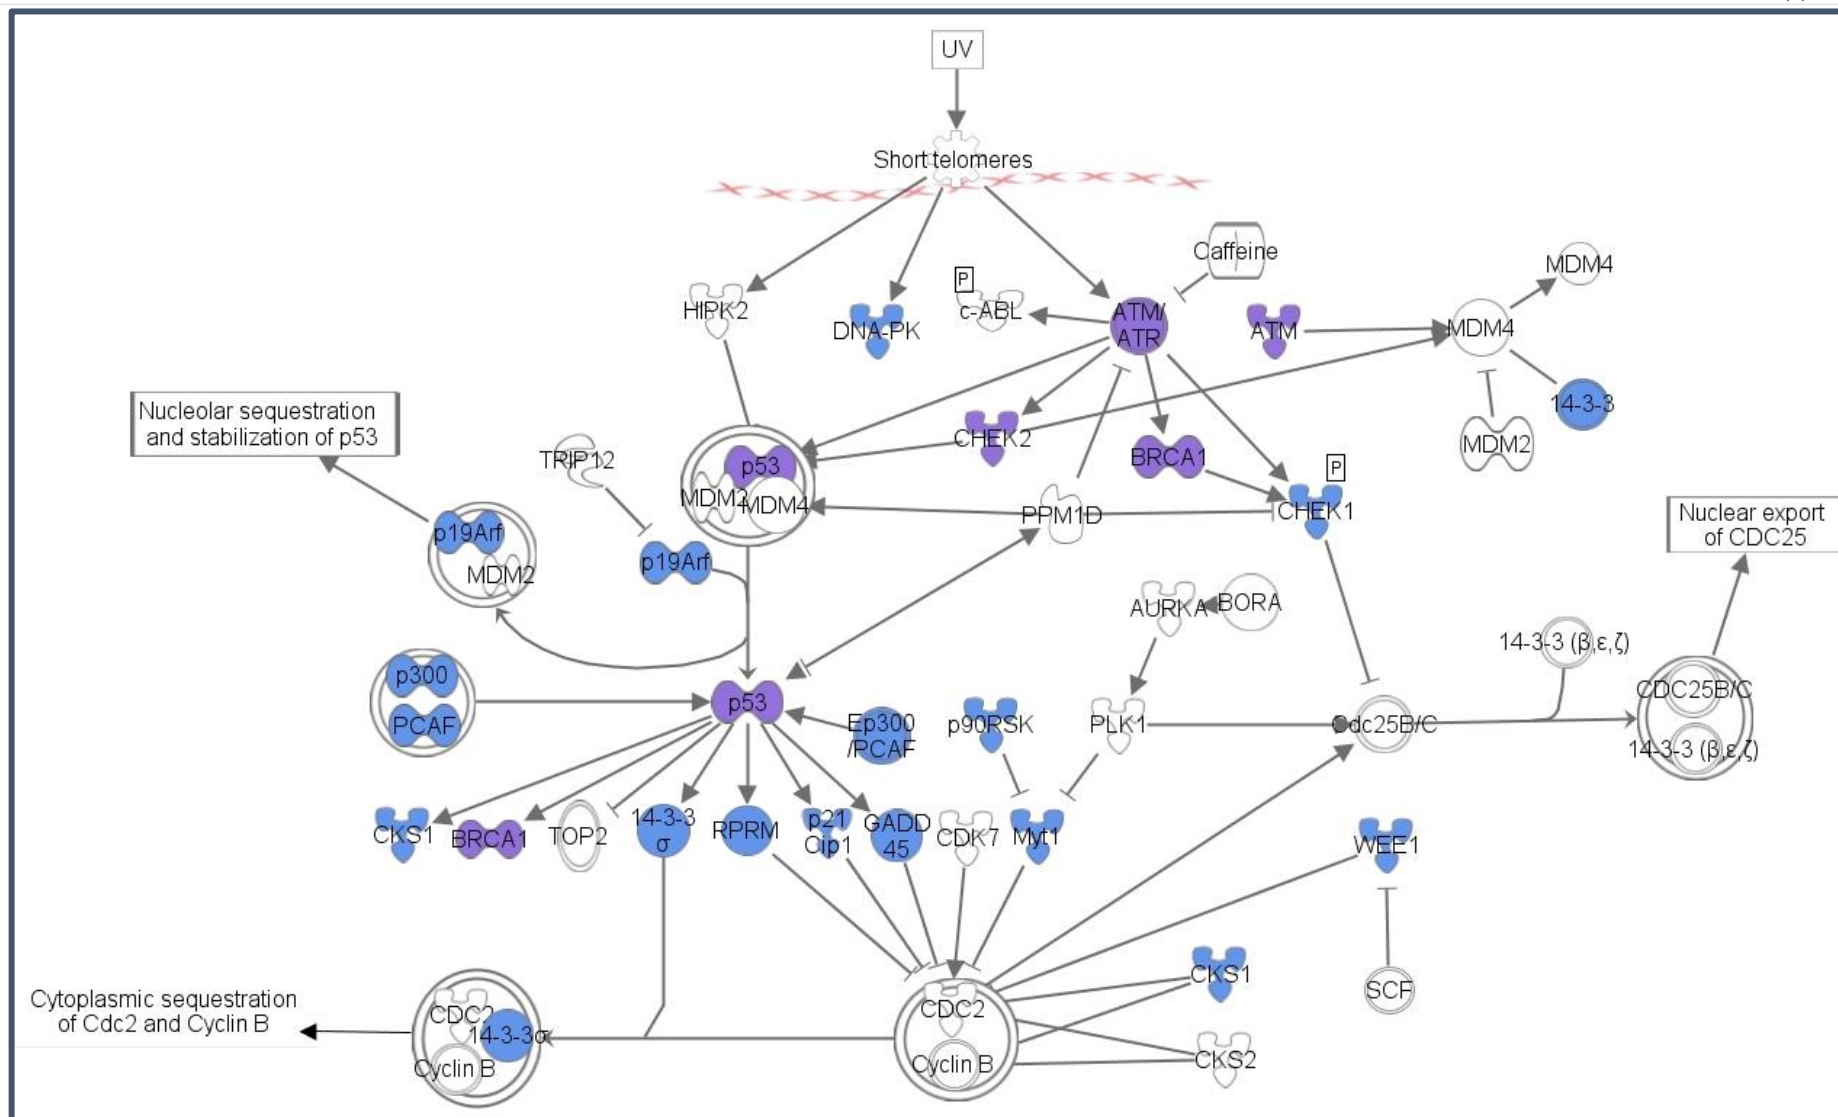 UV
Short telomeres
Caffeine
MDM4
P
HIPK2
DNA-PK
c-ABL
ATM/
ATR
ATM
MDM4
14-3-3
Nucleolar sequestration
and stabilization of p53
TRIP12
p53
MDM2
MDM4
CHEK2
BRCA1
MDM2
P
CHEK1
PPM1D
p19Arf
MDM2
p19Arf
Nuclear export
of CDC25
AURKA
BORA
14-3-3 (β,ε,ζ)
p300
PCAF
p53
Ep300
/PCAF
p90RSK
PLK1
Cdc25B/C
CDC25B/C
14-3-3 (β,ε,ζ)
CKS1
BRCA1
TOP2
14-3-3
σ
RPRM
p21
Cip1
GADD
45
CDK7
Myt1
WEE1
Cytoplasmic sequestration
of Cdc2 and Cyclin B
CDC2
14-3-3σ
Cyclin B
CDC2
Cyclin B
CKS1
CKS2
SCF